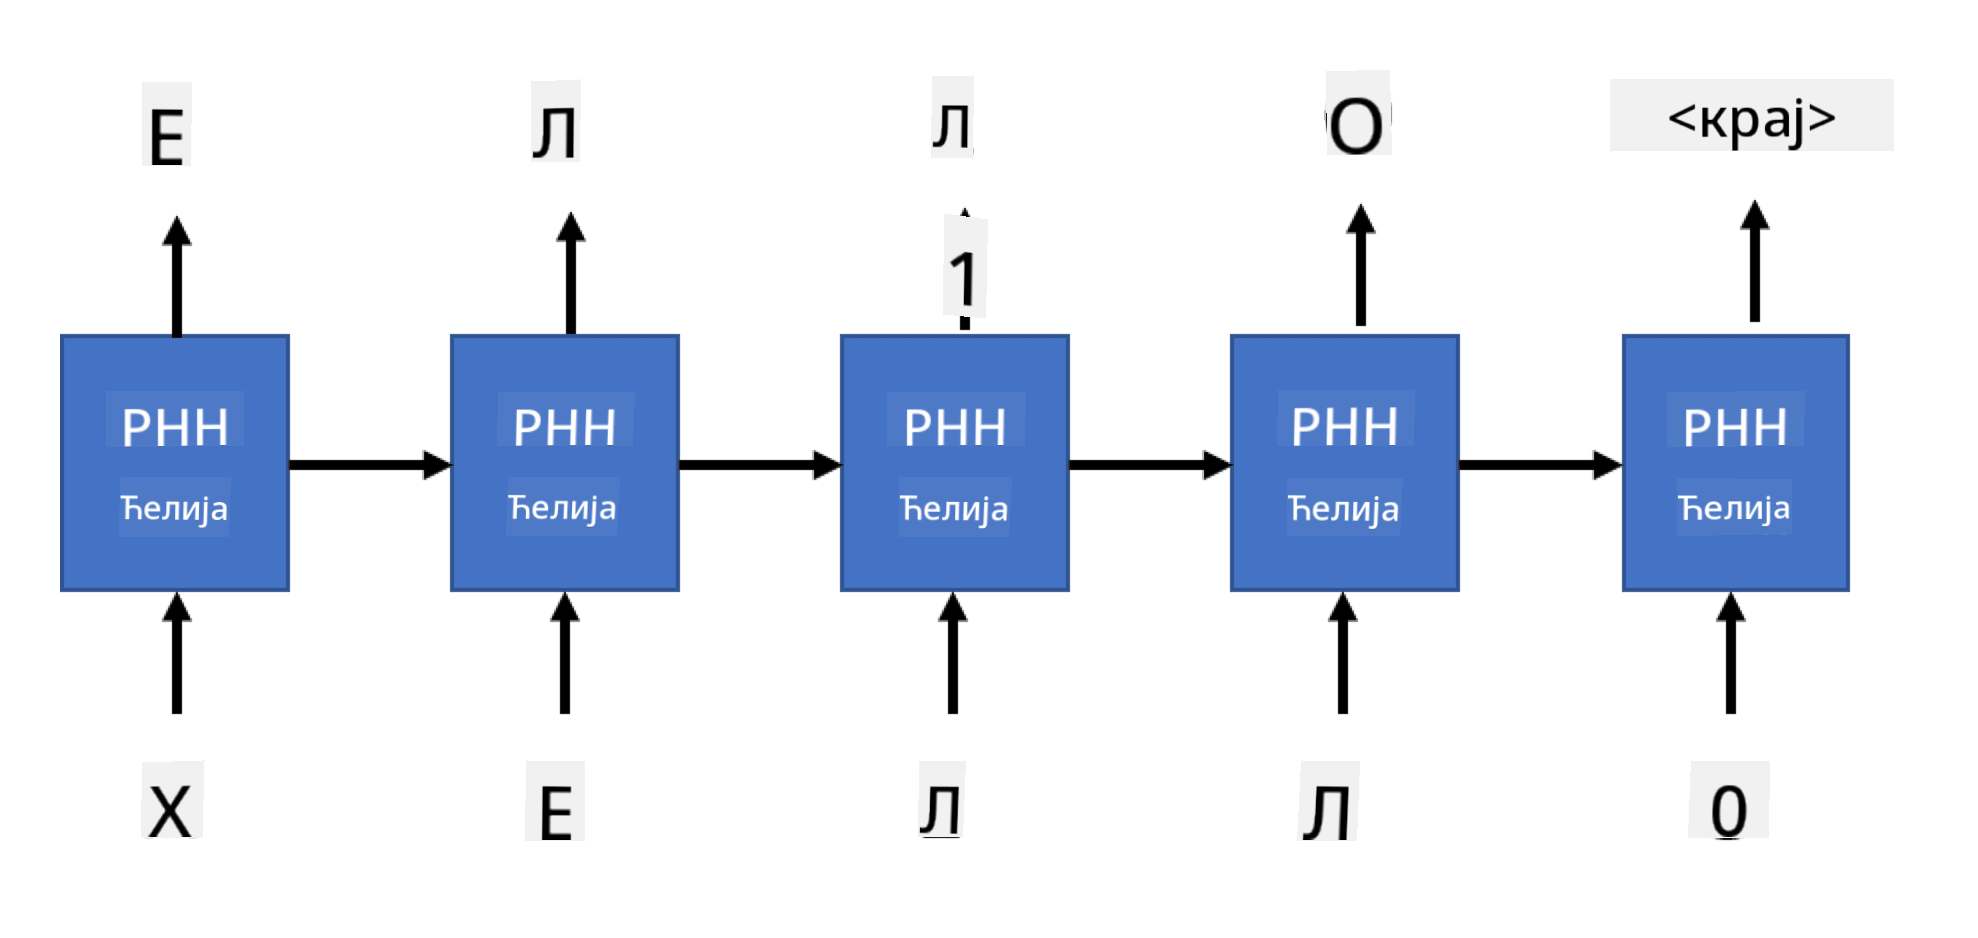 Е Л Л О <крај>
1
РНН РНН РНН РНН РНН
Ћелија Ћелија Ћелија Ћелија Ћелија
Х Е Л Л 0